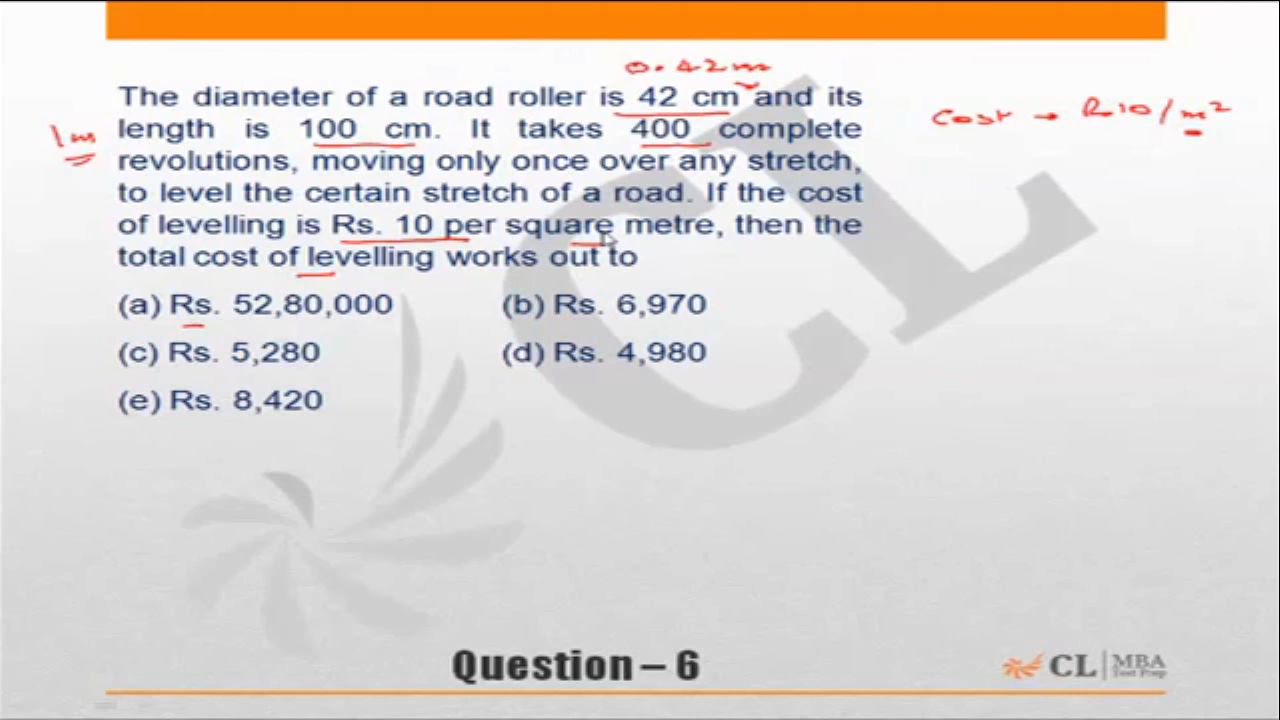 0.42m
The diameter of a road roller is 42 cm and its
cost → Rs10/m²
1m
length is 100 cm. It takes 400 complete
revolutions, moving only once over any stretch,
to level the certain stretch of a road. If the cost
of levelling is Rs. 10 per square metre, then the
total cost of levelling works out to
(a) Rs. 52,80,000 (b) Rs. 6,970
(c) Rs. 5,280 (d) Rs. 4,980
(e) Rs. 8,420
CL
Question – 6
CL MBA
Test Prep